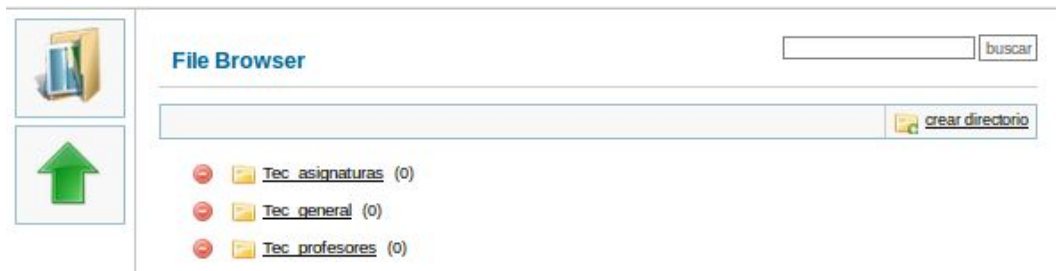 File Browser
buscar
crear directorio
Tec_asignaturas (0)
Tec_general (0)
Tec_profesores (0)